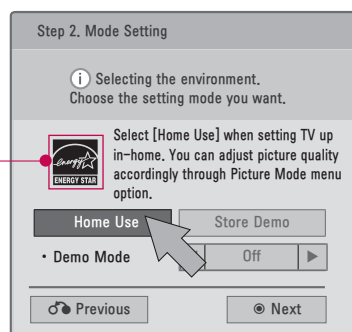 Step 2. Mode Setting
i Selecting the environment.
Choose the setting mode you want.
Select [Home Use] when setting TV up
in-home. You can adjust picture quality
accordingly through Picture Mode menu
option.
energy
ENERGY STAR
Home Use
Store Demo
• Demo Mode
Off
Previous
Next